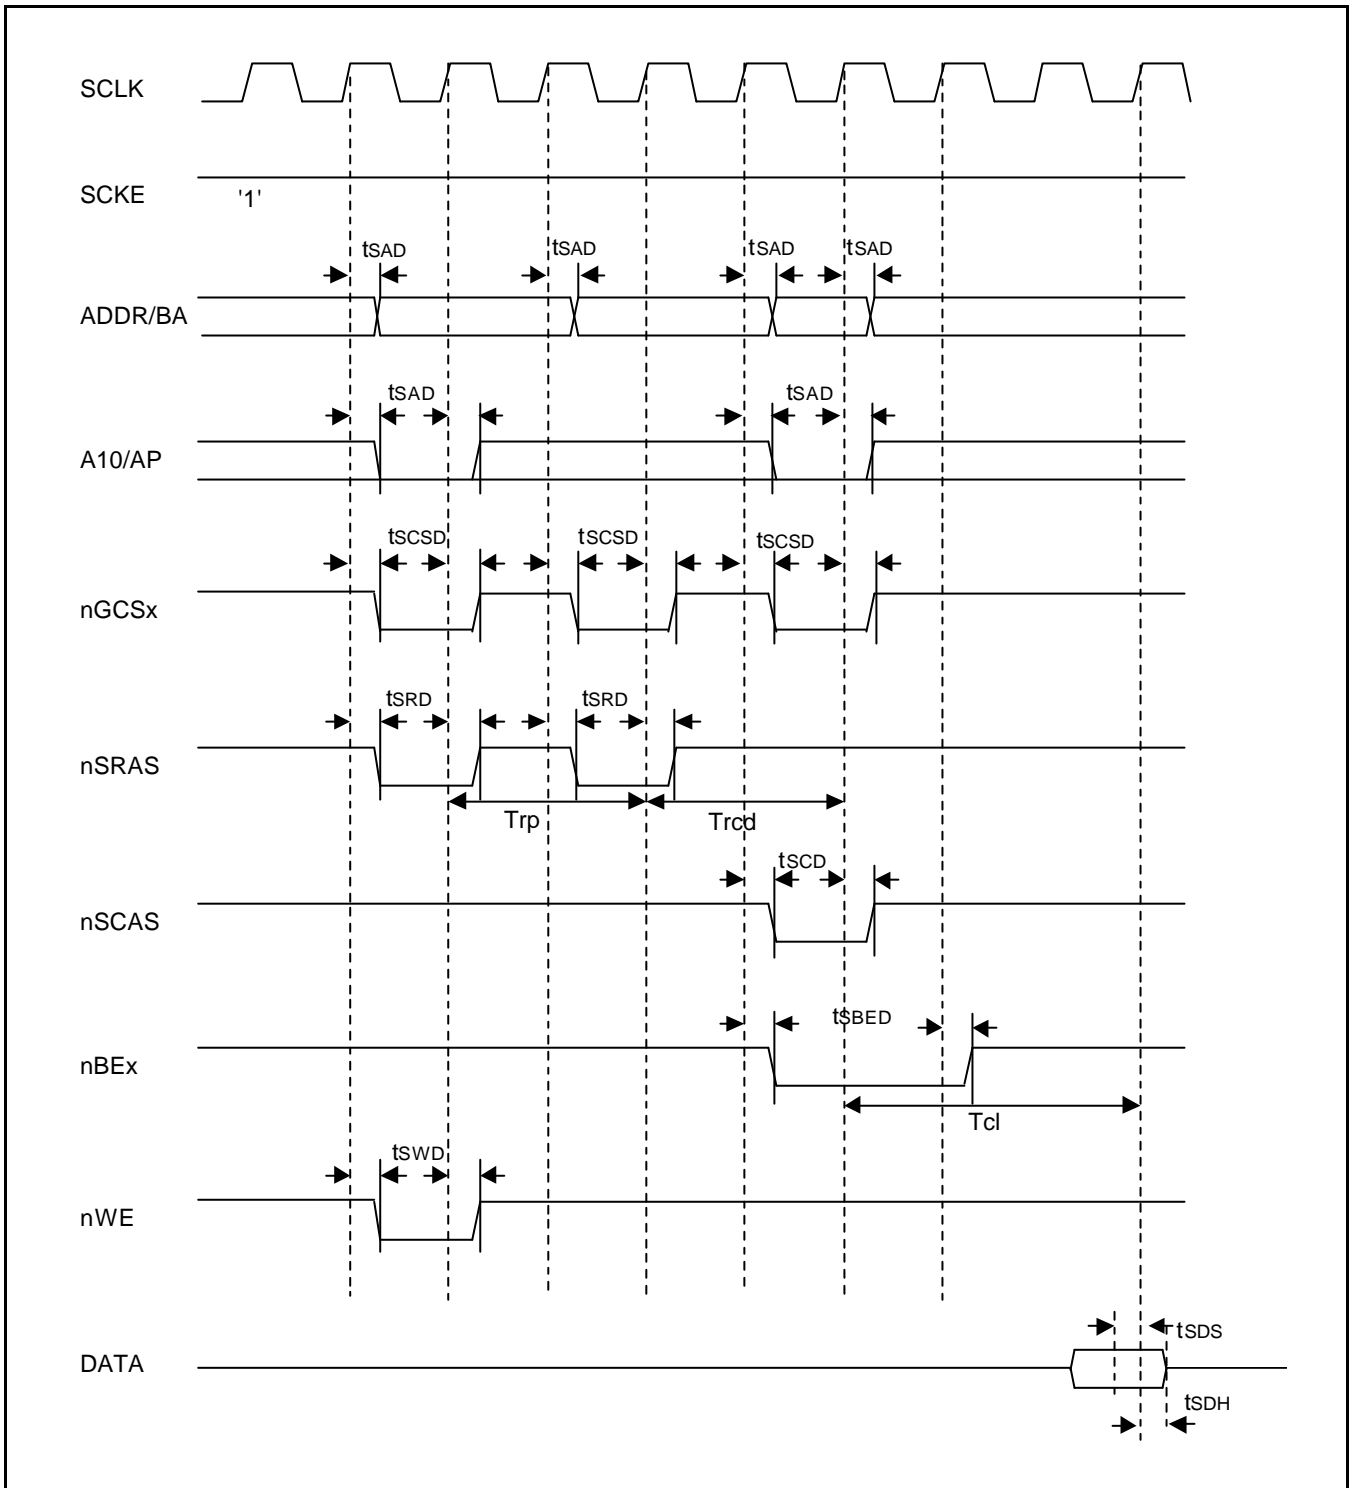 SCLK
SCKE '1'
tSAD tSAD tSAD tSAD
ADDR/BA
tSAD tSAD
A10/AP
tSCSD tSCSD tSCSD
nGCSx
tSRD tSRD
nSRAS
Trp Trcd
tSCD
nSCAS
tSBED
nBEx
Tcl
tSWD
nWE
tSDS
DATA
tSDH